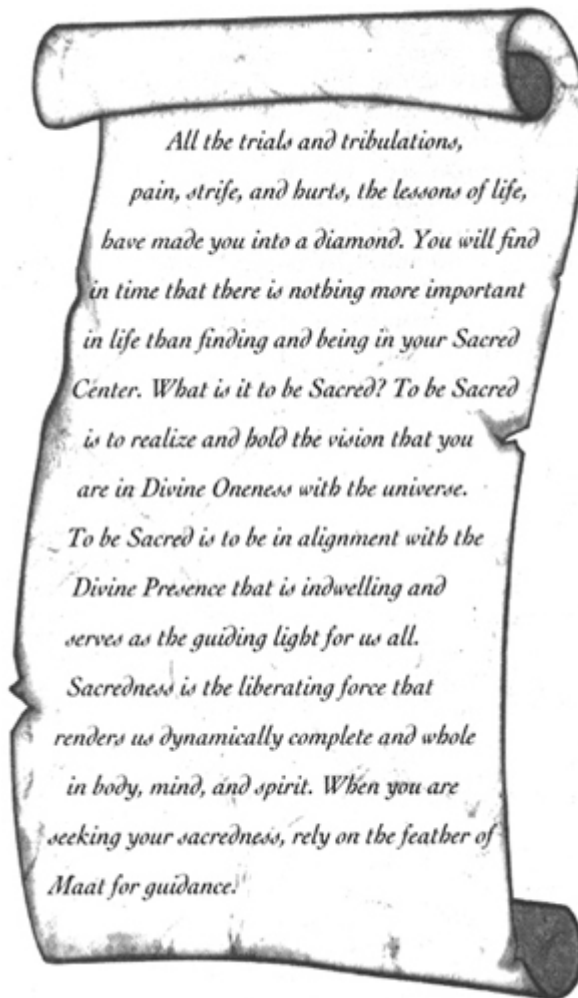 All the trials and tribulations,
pain, strife, and hurts, the lessons of life,
have made you into a diamond. You will find
in time that there is nothing more important
in life than finding and being in your Sacred
Center. What is it to be Sacred? To be Sacred
is to realize and hold the vision that you
are in Divine Oneness with the universe.
To be Sacred is to be in alignment with the
Divine Presence that is indwelling and
serves as the guiding light for us all.
Sacredness is the liberating force that
renders us dynamically complete and whole
in body, mind, and spirit. When you are
seeking your sacredness, rely on the feather of
Maat for guidance.